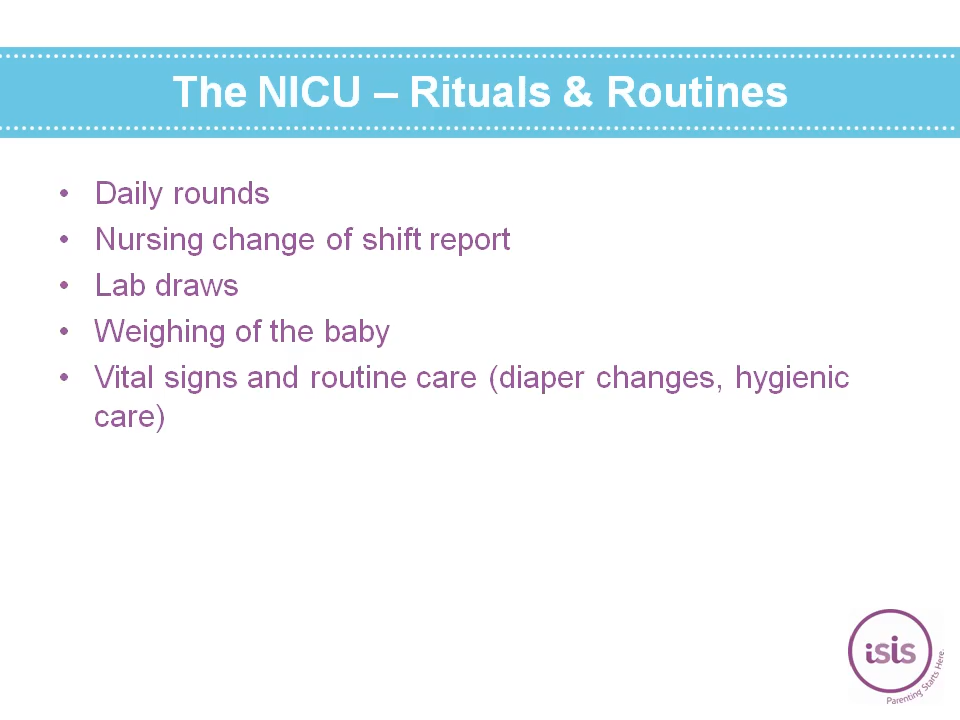 The NICU – Rituals & Routines
• Daily rounds
• Nursing change of shift report
• Lab draws
• Weighing of the baby
• Vital signs and routine care (diaper changes, hygienic
care)
isis
Parenting Starts Here.